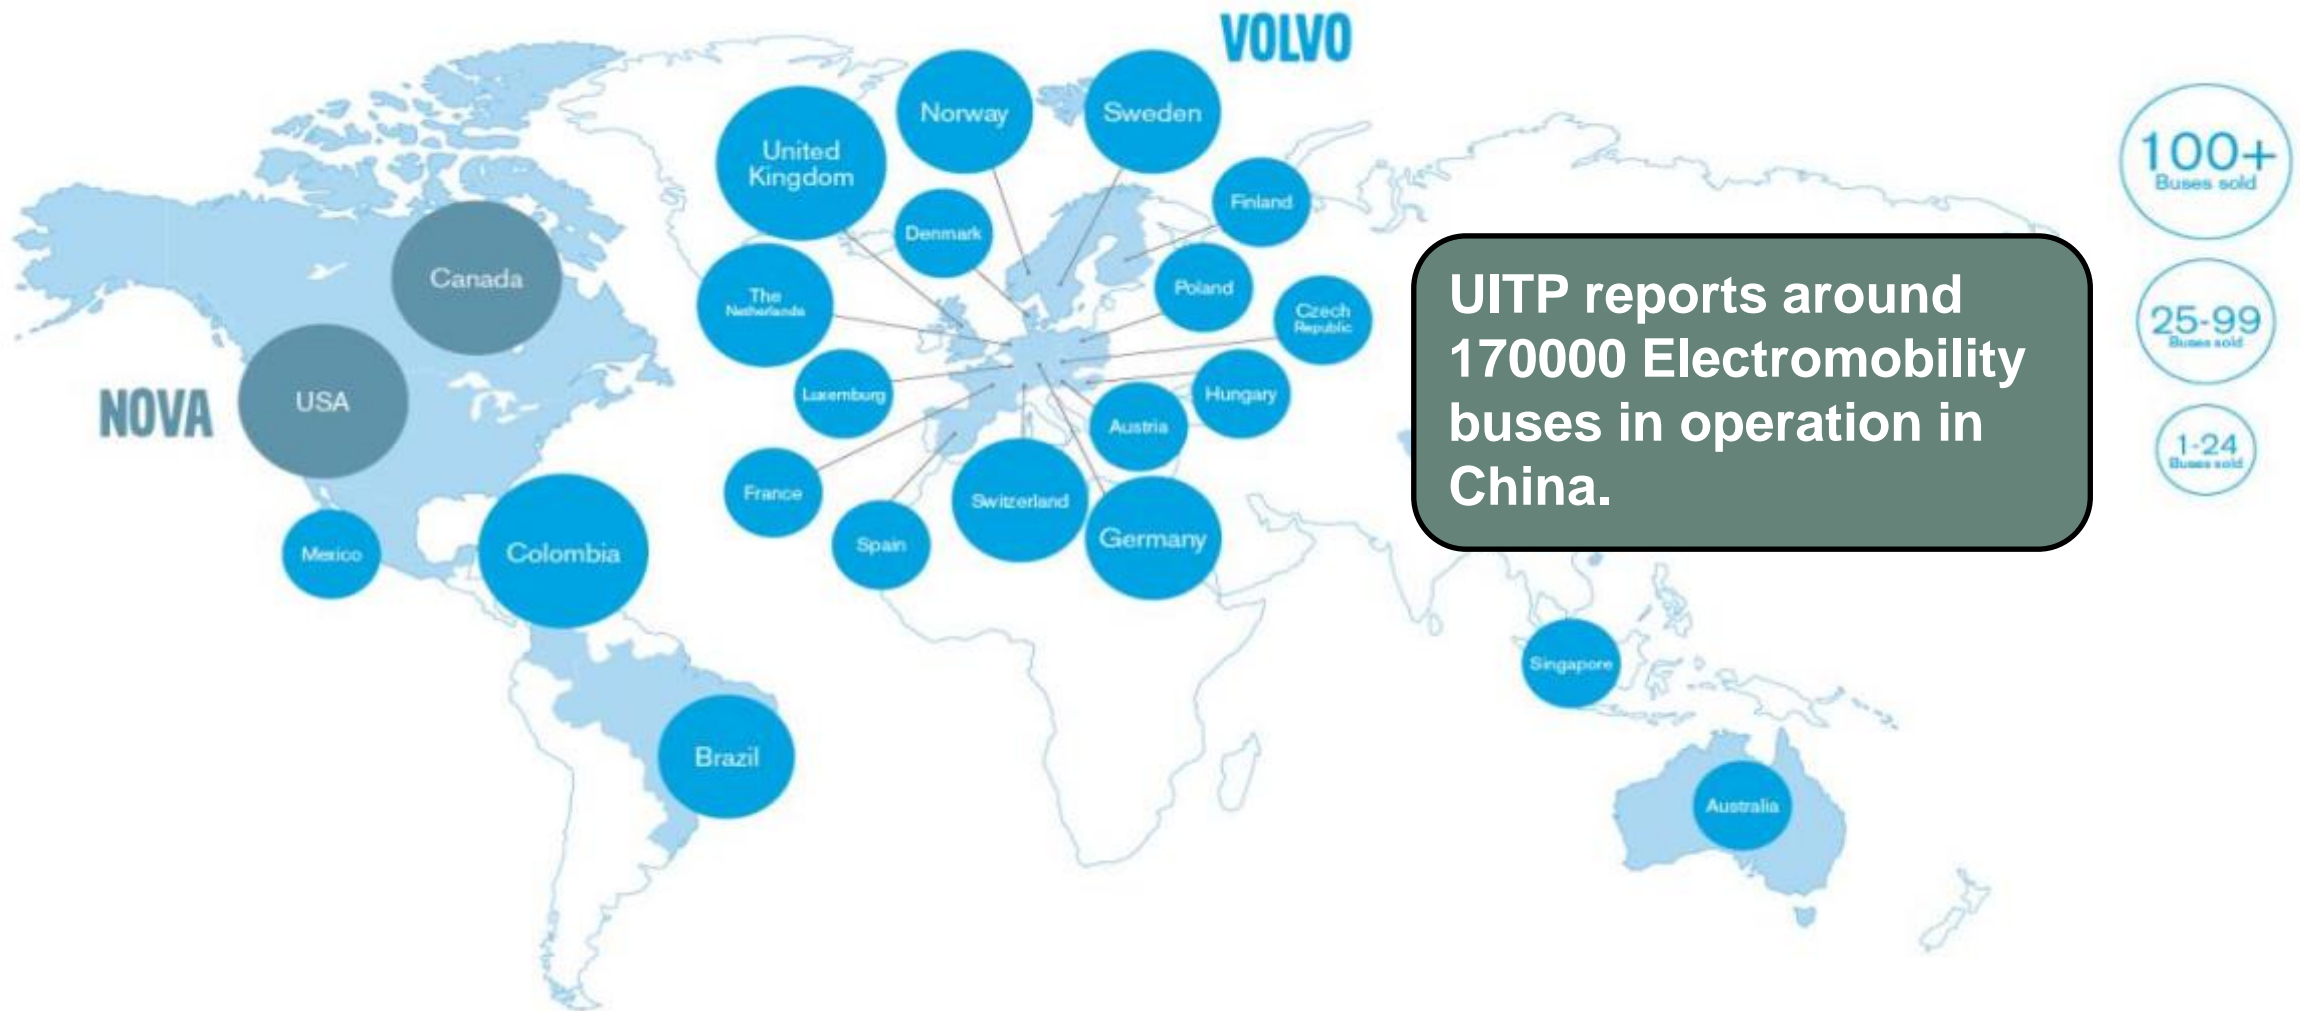 VOLVO
Norway
Sweden
United
Kingdom
Finland
Denmark
Canada
The
Netherlands
Poland
Czech
Republic
USA
NOVA
Luxemburg
Hungary
Austria
France
Switzerland
Spain
Germany
Mexico
Colombia
Brazil
Singapore
Australia
UITP reports around
170000 Electromobility
buses in operation in
China.
100+
Buses sold
25-99
Buses sold
1-24
Buses sold